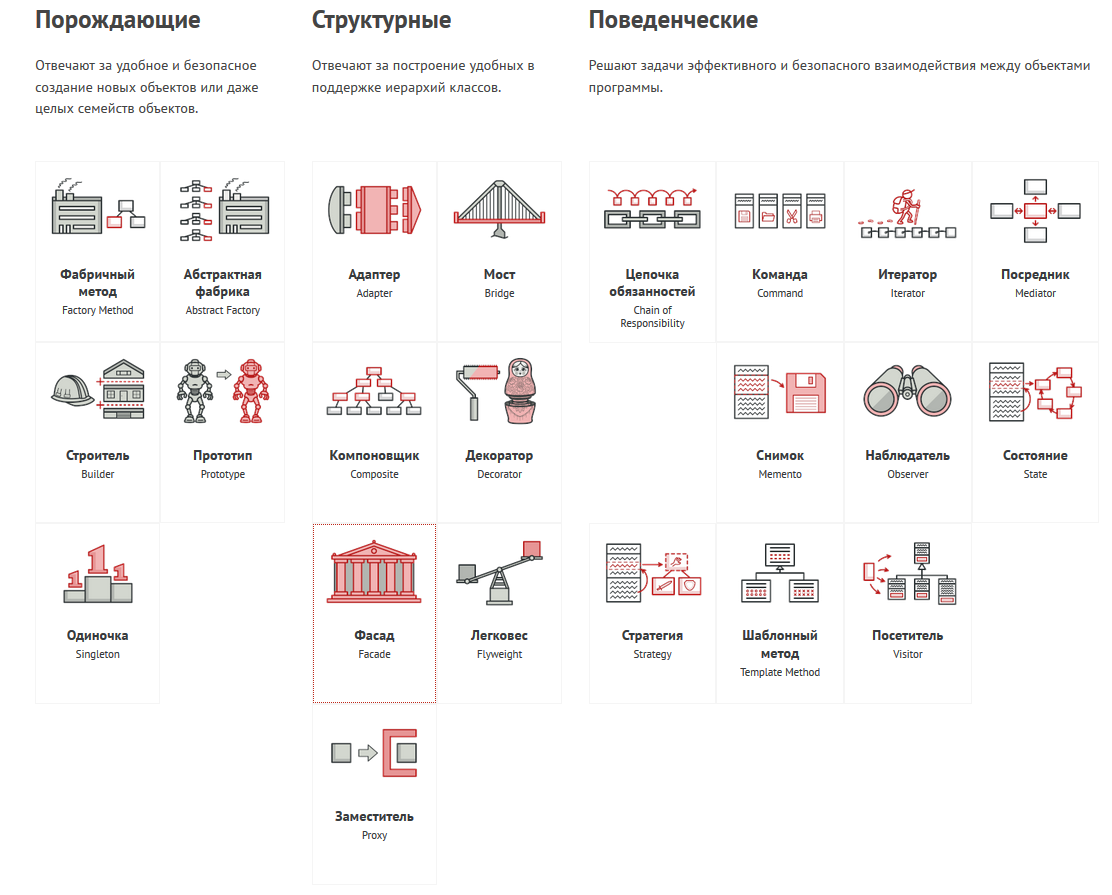 Порождающие
Отвечают за удобное и безопасное
создание новых объектов или даже
целых семейств объектов.
Фабричный
метод
Factory Method
Абстрактная
фабрика
Abstract Factory
Строитель
Builder
Прототип
Prototype
1 1 1
Одиночка
Singleton
Структурные
Отвечают за построение удобных в
поддержке иерархий классов.
Адаптер
Adapter
Мост
Bridge
Компоновщик
Composite
Декоратор
Decorator
Фасад
Facade
Легковес
Flyweight
Заместитель
Proxy
Поведенческие
Решают задачи эффективного и безопасного взаимодействия между объектами
программы.
Цепочка
обязанностей
Chain of
Responsibility
Команда
Command
Итератор
Iterator
Посредник
Mediator
Снимок
Memento
Наблюдатель
Observer
Состояние
State
Стратегия
Strategy
Шаблонный
метод
Template Method
Посетитель
Visitor